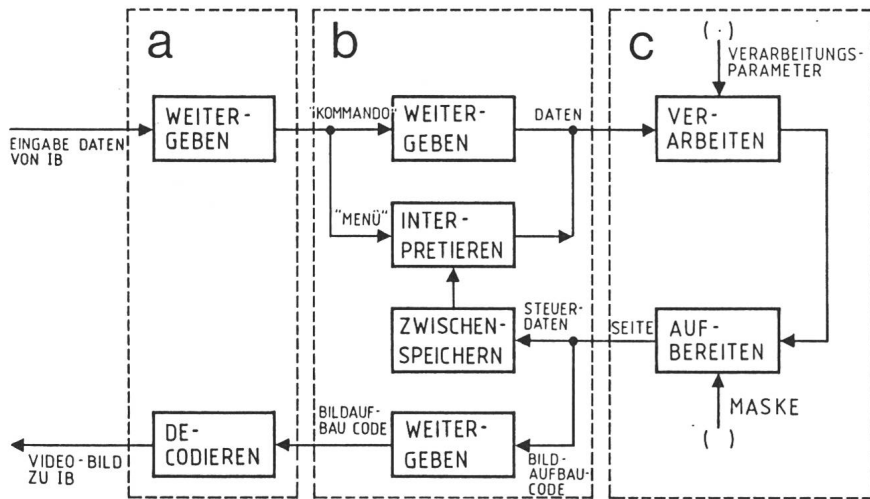 a
b
c
( . )
VERARBEITUNGS-
PARAMETER
WEITER-
GEBEN
"KOMMANDO"
WEITER-
GEBEN
DATEN
VER-
ARBEITEN
EINGABE DATEN
VON IB
"MENÜ"
INTER-
PRETIEREN
ZWISCHEN-
SPEICHERN
STEUER-
DATEN
SEITE
AUF-
BEREITEN
MASKE
( )
DE-
CODIEREN
BILDAUF-
BAU CODE
WEITER-
GEBEN
BILD-
AUFBAU-
CODE
VIDEO-BILD
ZU IB